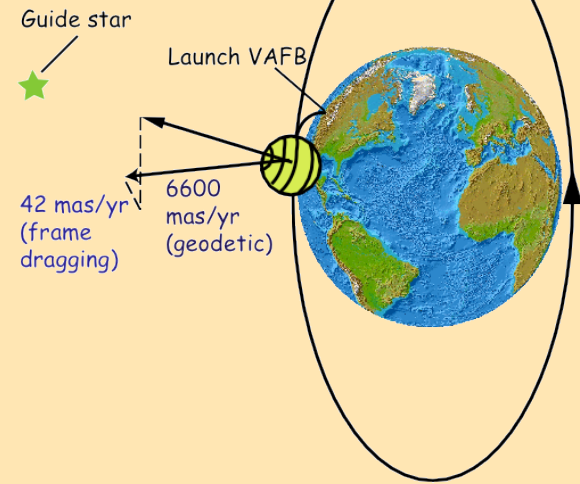 Guide star
Launch VAFB
6600
mas/yr
(geodetic)
42 mas/yr
(frame
dragging)